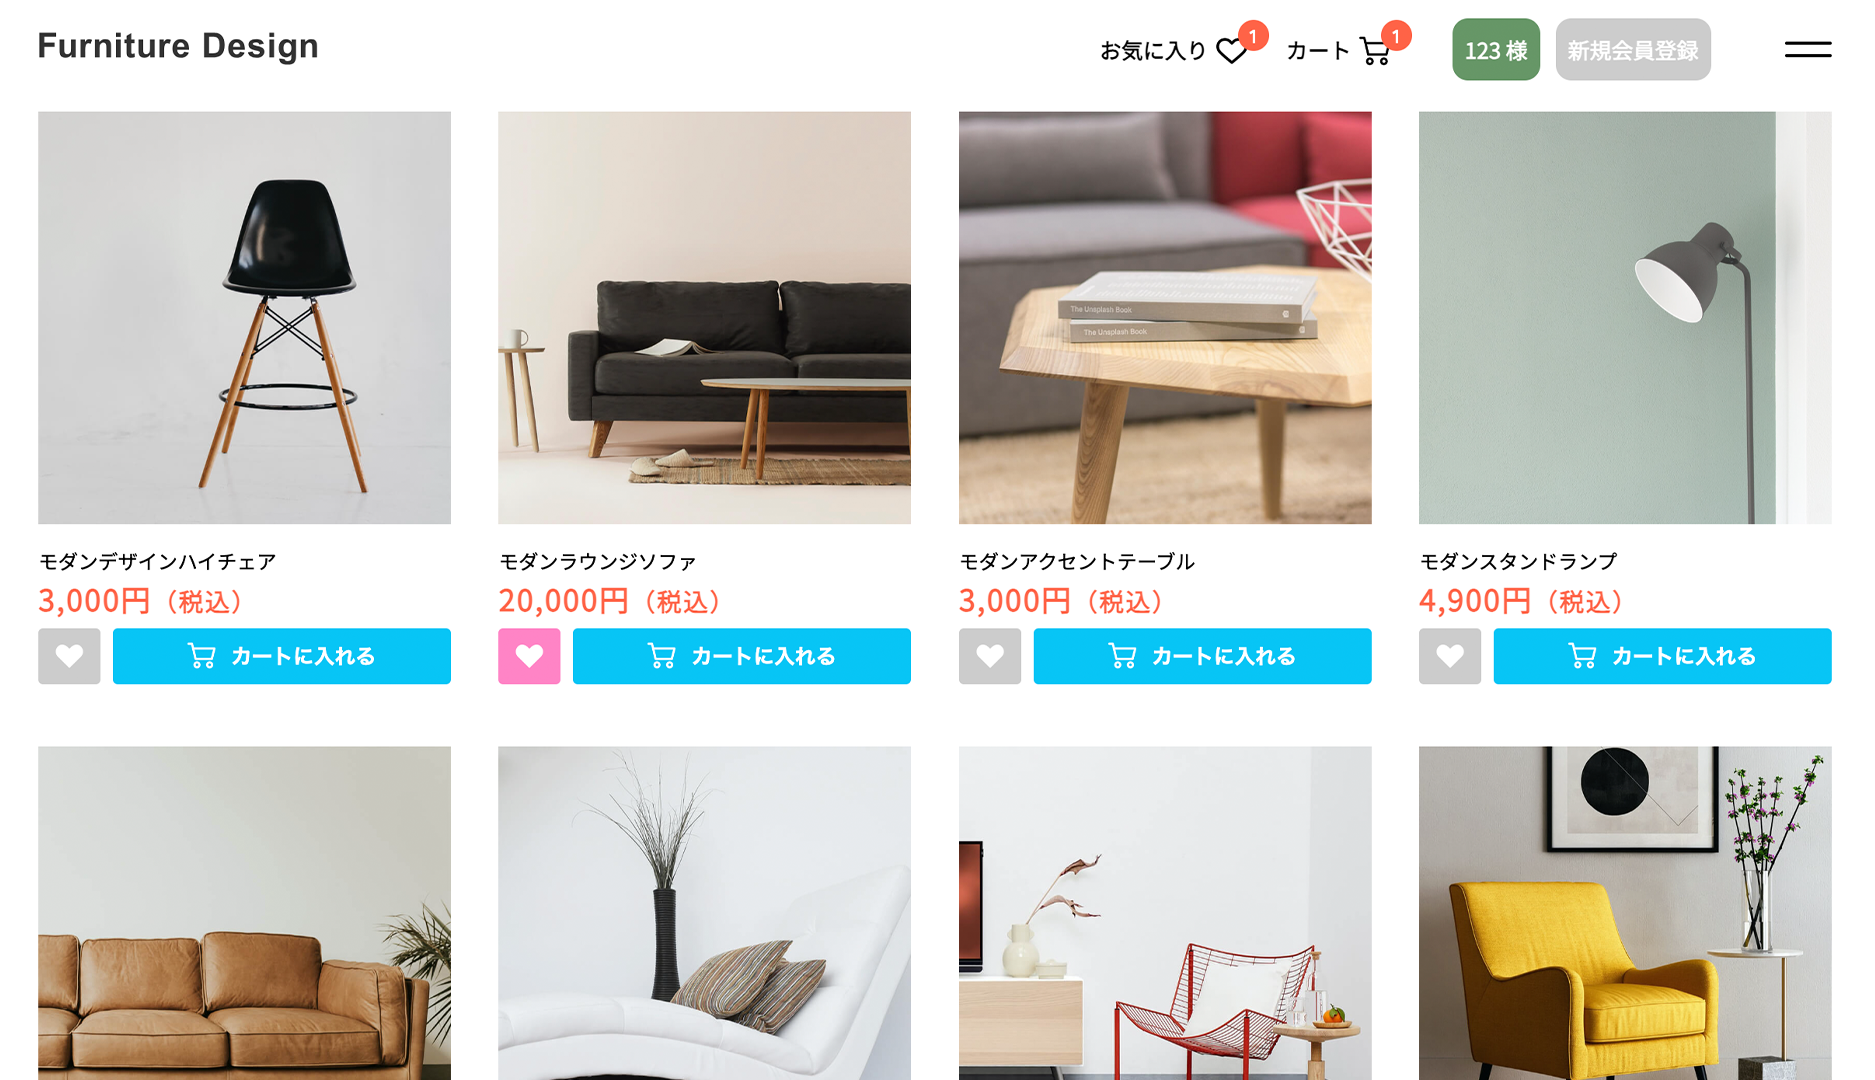 Furniture Design
お気に入り 1
カート 1
123 様
新規会員登録
The Unsplash Book
The Unsplash Book
モダンデザインハイチェア
3,000円（税込）
カートに入れる
モダンラウンジソファ
20,000円（税込）
カートに入れる
モダンアクセントテーブル
3,000円（税込）
カートに入れる
モダンスタンドランプ
4,900円（税込）
カートに入れる